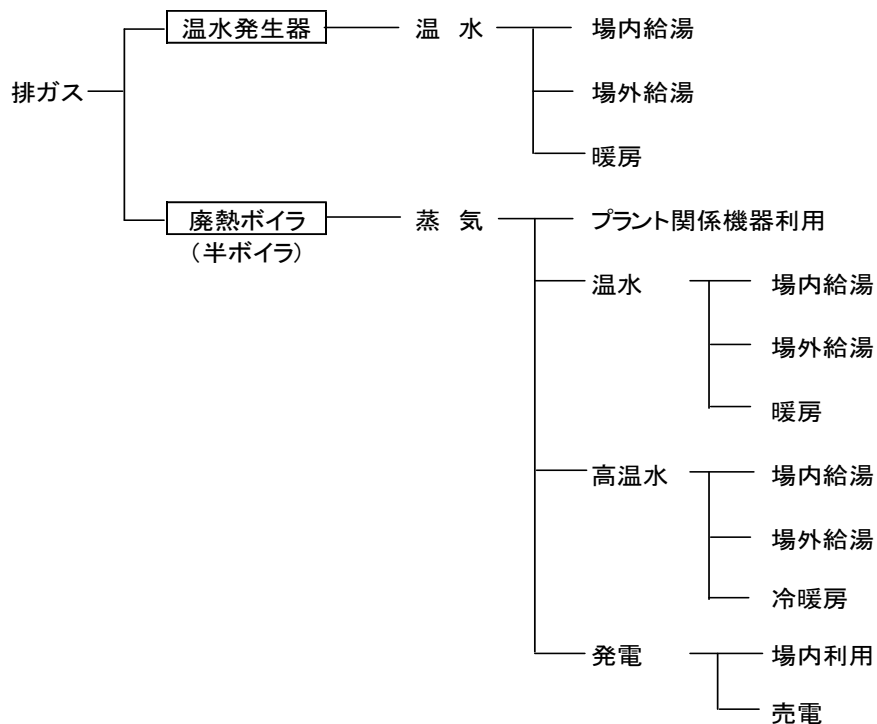 温水発生器
温 水
場内給湯
排ガス
場外給湯
暖房
廃熱ボイラ
(半ボイラ)
蒸 気
プラント関係機器利用
温水
場内給湯
場外給湯
暖房
高温水
場内給湯
場外給湯
冷暖房
発電
場内利用
売電